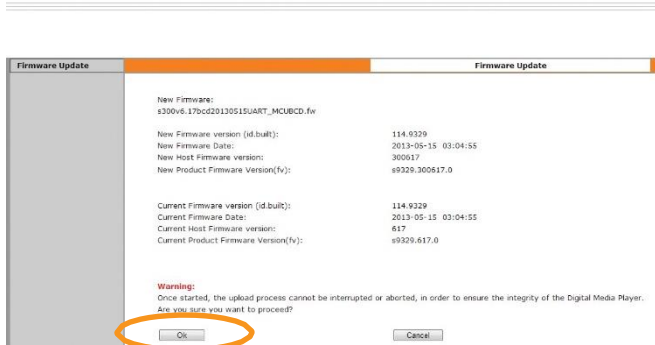 Firmware Update
Firmware Update
New Firmware:
s300v6.17bcd20130515UART_MCUBCD.fw
New Firmware version (id.built): 114.9329
New Firmware Date: 2013-05-15 03:04:55
New Host Firmware version: 300617
New Product Firmware Version(fv): s9329.300617.0
Current Firmware version (id.built): 114.9329
Current Firmware Date: 2013-05-15 03:04:55
Current Host Firmware version: 617
Current Product Firmware Version(fv): s9329.617.0
Warning:
Once started, the upload process cannot be interrupted or aborted, in order to ensure the integrity of the Digital Media Player.
Are you sure you want to proceed?
Ok Cancel